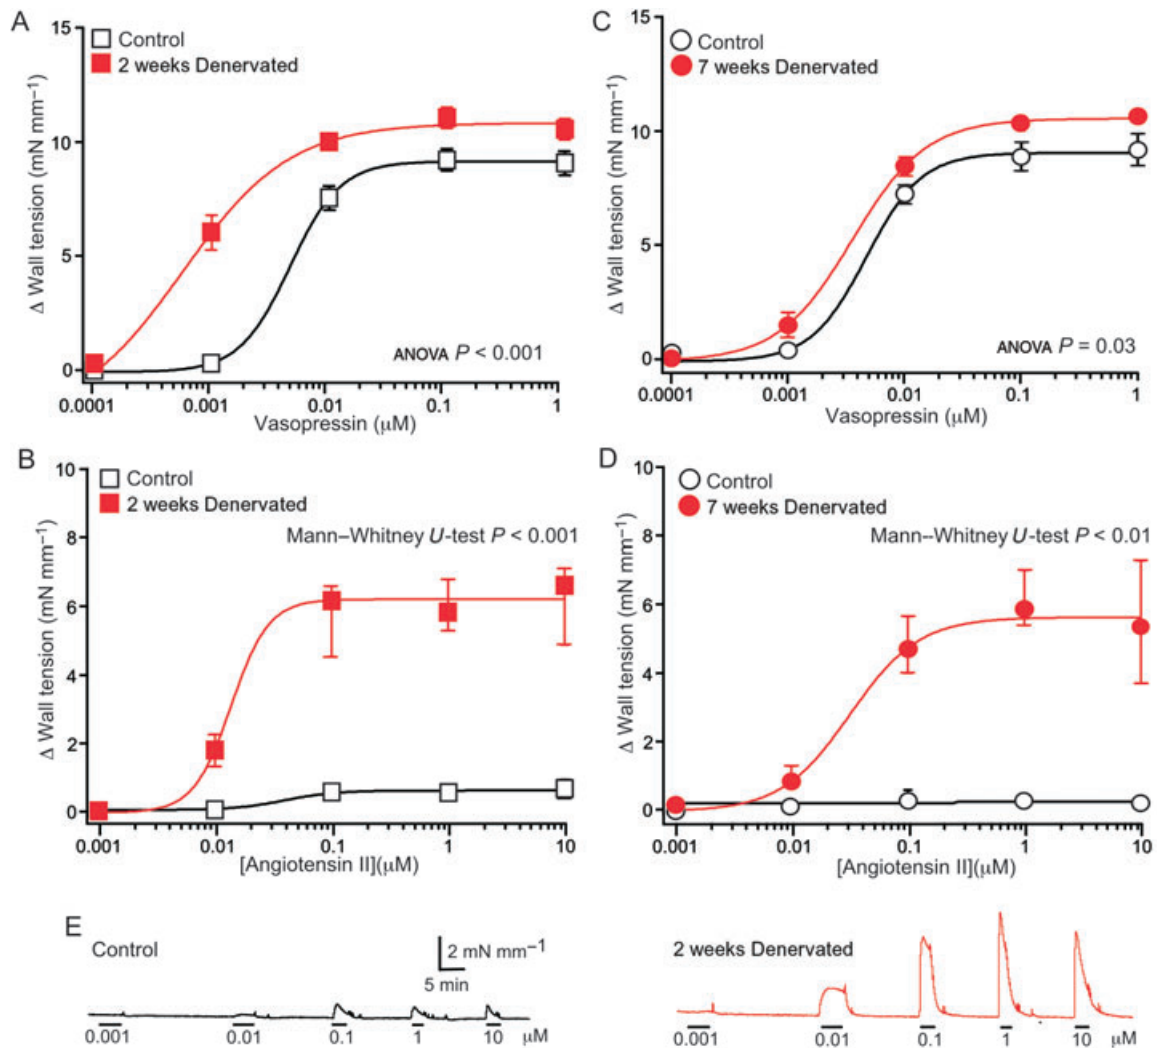 A
15
Control
2 weeks Denervated
10
5
0
Δ Wall tension (mN mm⁻¹)
ANOVA P < 0.001
0.0001 0.001 0.01 0.1 1
Vasopressin (μM)
C
15
Control
7 weeks Denervated
10
5
0
Δ Wall tension (mN mm⁻¹)
ANOVA P = 0.03
0.0001 0.001 0.01 0.1 1
Vasopressin (μM)
B
10
Control
2 weeks Denervated
Mann–Whitney U-test P < 0.001
8
6
4
2
0
Δ Wall tension (mN mm⁻¹)
0.001 0.01 0.1 1 10
[Angiotensin II](μM)
D
10
Control
7 weeks Denervated
Mann--Whitney U-test P < 0.01
8
6
4
2
0
Δ Wall tension (mN mm⁻¹)
0.001 0.01 0.1 1 10
[Angiotensin II](μM)
E
Control
2 mN mm⁻¹
5 min
0.001 0.01 0.1 1 10 μM
2 weeks Denervated
0.001 0.01 0.1 1 10 μM